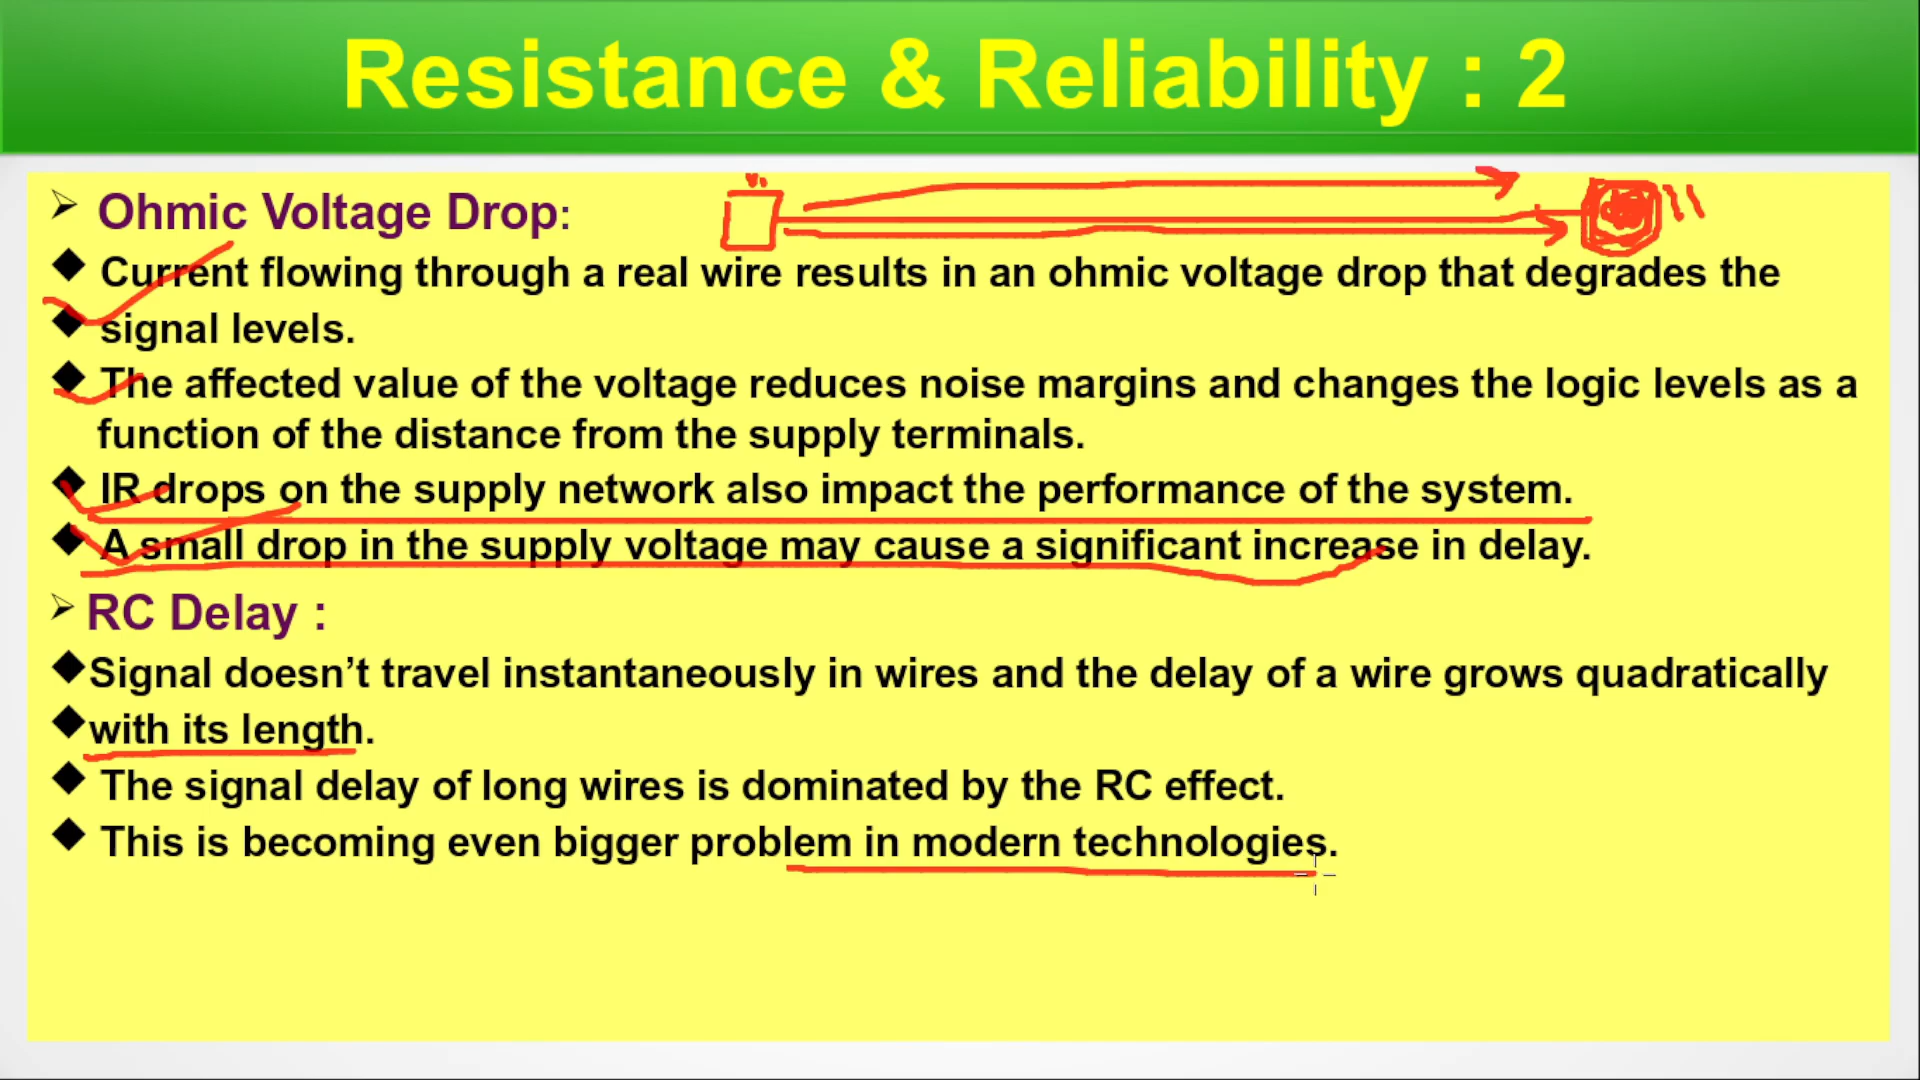 Resistance & Reliability : 2
➢ Ohmic Voltage Drop:
◆ Current flowing through a real wire results in an ohmic voltage drop that degrades the
◆ signal levels.
◆ The affected value of the voltage reduces noise margins and changes the logic levels as a
function of the distance from the supply terminals.
◆ IR drops on the supply network also impact the performance of the system.
◆ A small drop in the supply voltage may cause a significant increase in delay.
➢ RC Delay :
◆Signal doesn’t travel instantaneously in wires and the delay of a wire grows quadratically
◆with its length.
◆ The signal delay of long wires is dominated by the RC effect.
◆ This is becoming even bigger problem in modern technologies.